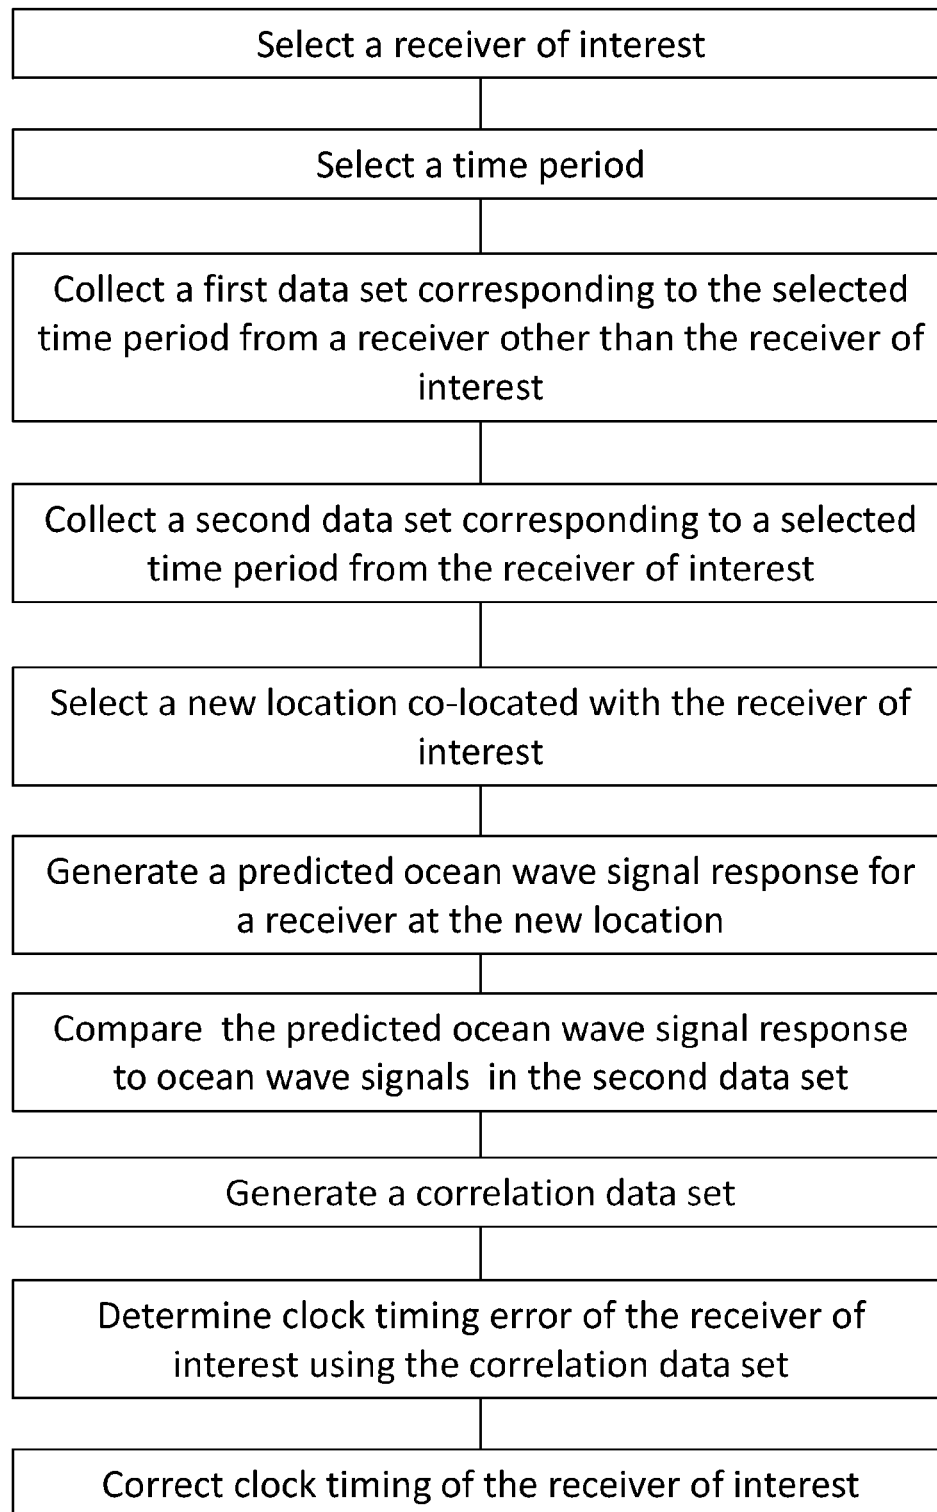 Select a receiver of interest
Select a time period
Collect a first data set corresponding to the selected
time period from a receiver other than the receiver of
interest
Collect a second data set corresponding to a selected
time period from the receiver of interest
Select a new location co-located with the receiver of
interest
Generate a predicted ocean wave signal response for
a receiver at the new location
Compare the predicted ocean wave signal response
to ocean wave signals in the second data set
Generate a correlation data set
Determine clock timing error of the receiver of
interest using the correlation data set
Correct clock timing of the receiver of interest